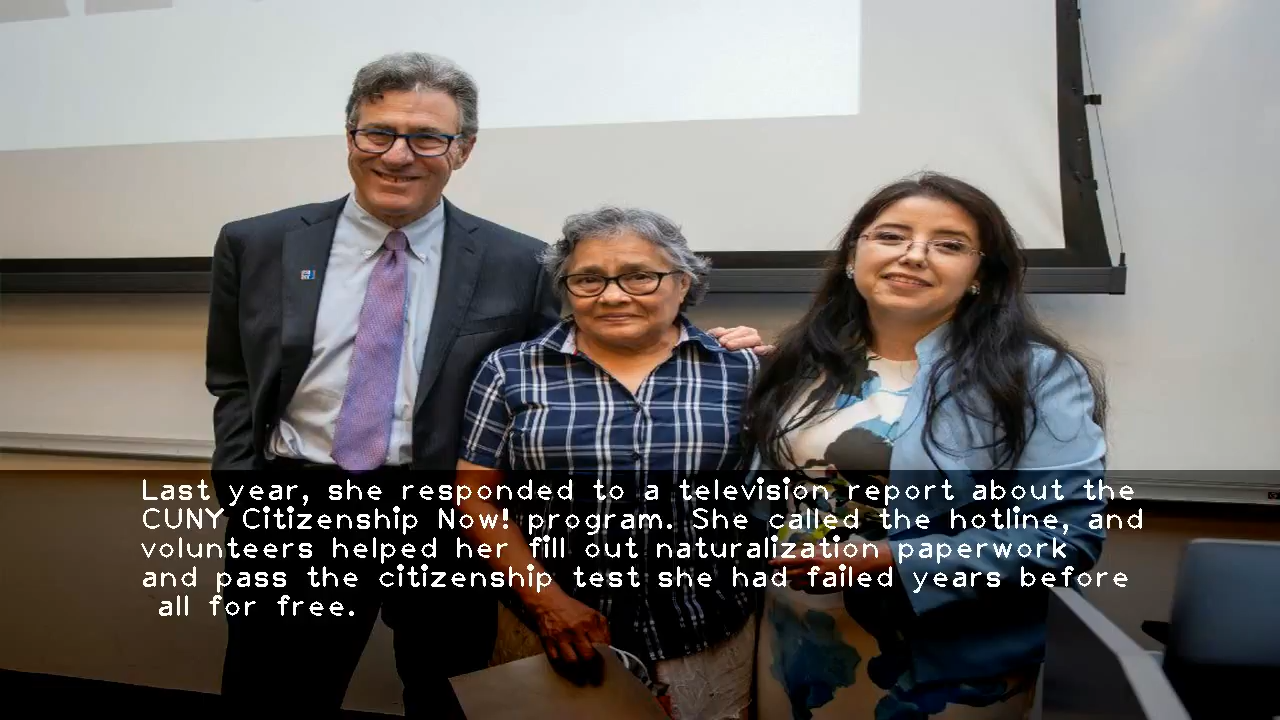 Last year, she responded to a television report about the
CUNY Citizenship Now! program. She called the hotline, and
volunteers helped her fill out naturalization paperwork
and pass the citizenship test she had failed years before
all for free.